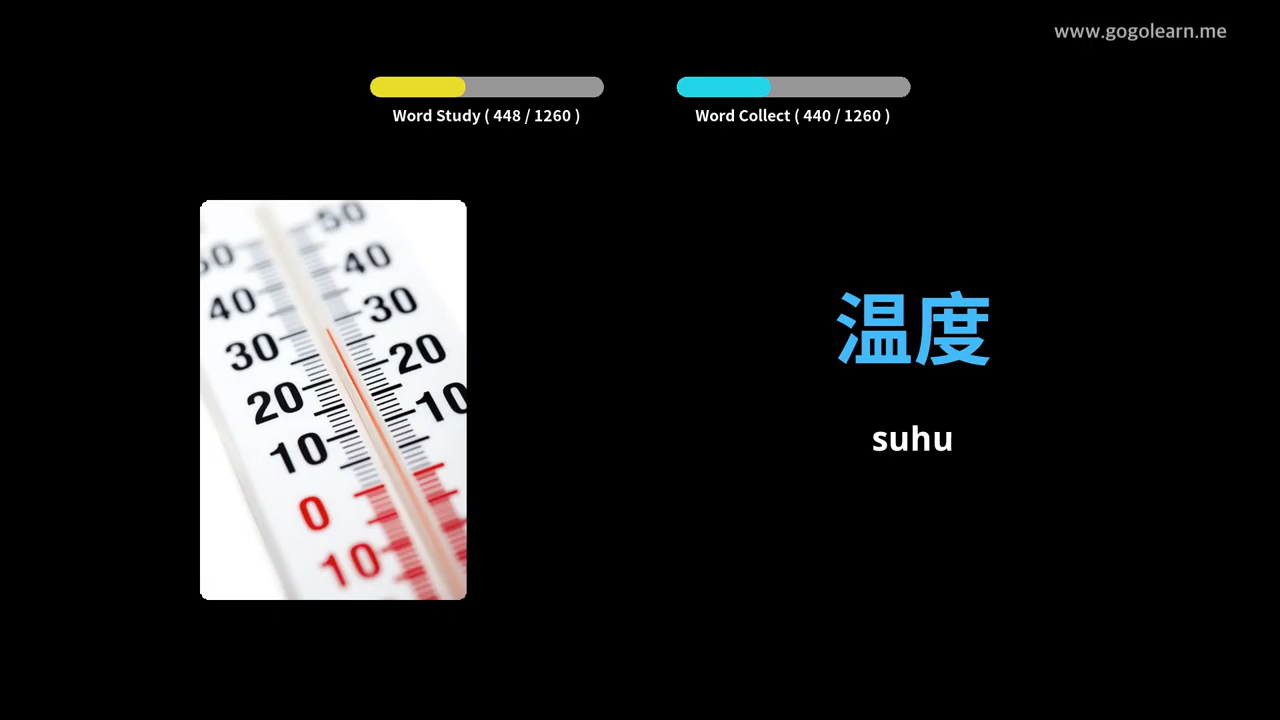 www.gogolearn.me
Word Study ( 448 / 1260 )
Word Collect ( 440 / 1260 )
50
50
40
40
30
30
20
20
10
10
0
10
温度
suhu